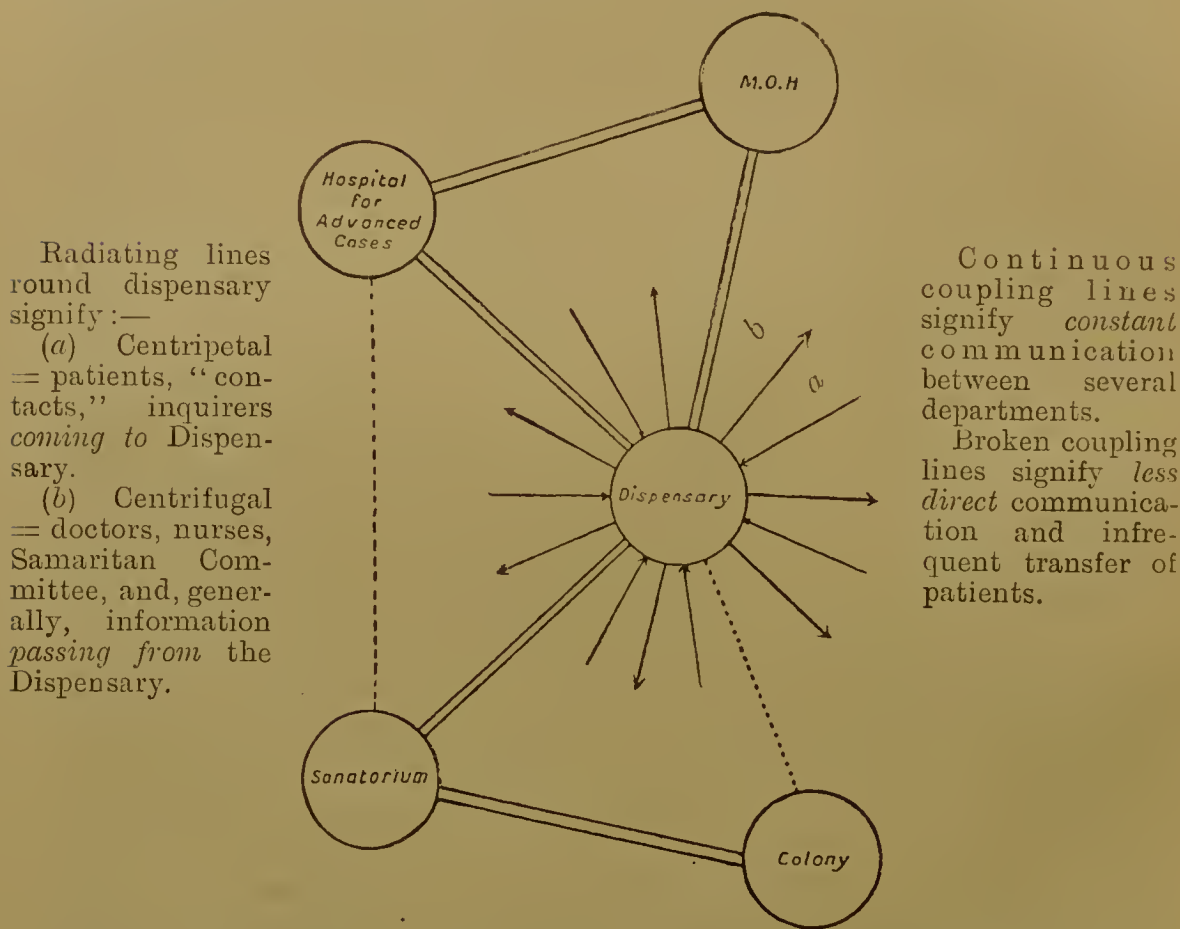 M.O.H
Hospital
for
Advanced
Cases
Radiating lines
round dispensary
signify :—
(a) Centripetal
= patients, “con-
tacts,” inquirers
coming to Dispen-
sary.
(b) Centrifugal
= doctors, nurses,
Samaritan Com-
mittee, and, gener-
ally, information
passing from the
Dispensary.
b
a
Dispensary
Continuous
coupling lines
signify constant
communication
between several
departments.
Broken coupling
lines signify less
direct communica-
tion and infre-
quent transfer of
patients.
Sanatorium
Colony